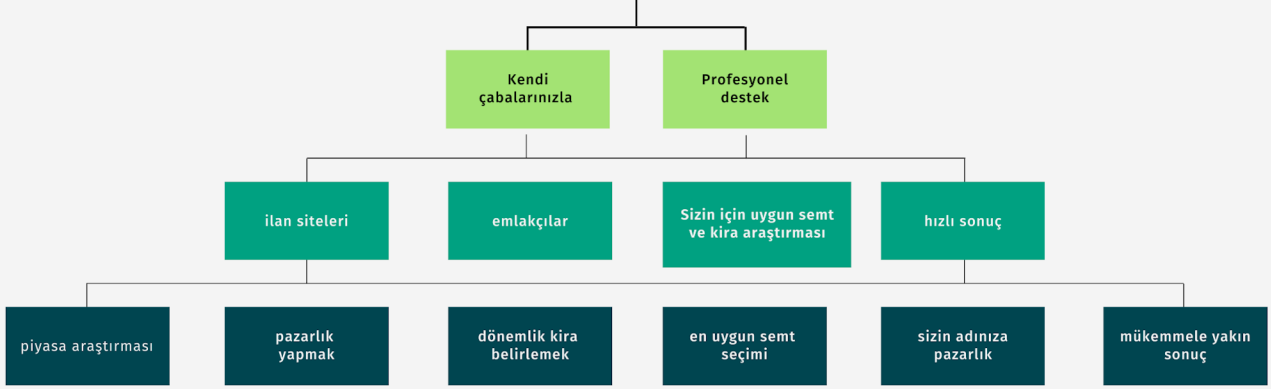 Kendi
çabalarınızla
Profesyonel
destek
ilan siteleri
emlakçılar
Sizin için uygun semt
ve kira araştırması
hızlı sonuç
piyasa araştırması
pazarlık
yapmak
dönemlik kira
belirlemek
en uygun semt
seçimi
sizin adınıza
pazarlık
mükemmele yakın
sonuç